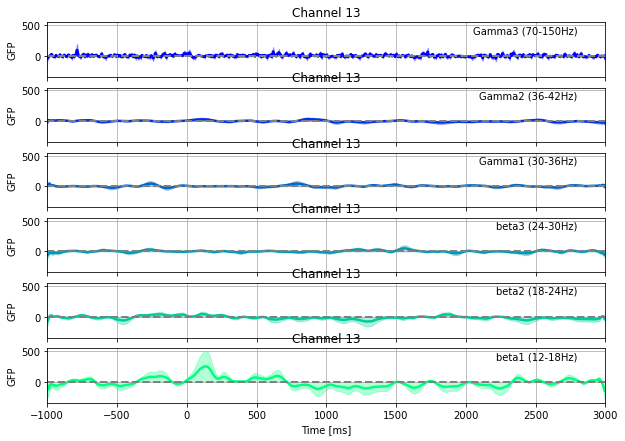 Channel 13
500
Gamma3 (70-150Hz)
GFP
0
Channel 13
500
Gamma2 (36-42Hz)
GFP
0
Channel 13
500
Gamma1 (30-36Hz)
GFP
0
Channel 13
500
beta3 (24-30Hz)
GFP
0
Channel 13
500
beta2 (18-24Hz)
GFP
0
Channel 13
500
beta1 (12-18Hz)
GFP
0
−1000 −500 0 500 1000 1500 2000 2500 3000
Time [ms]